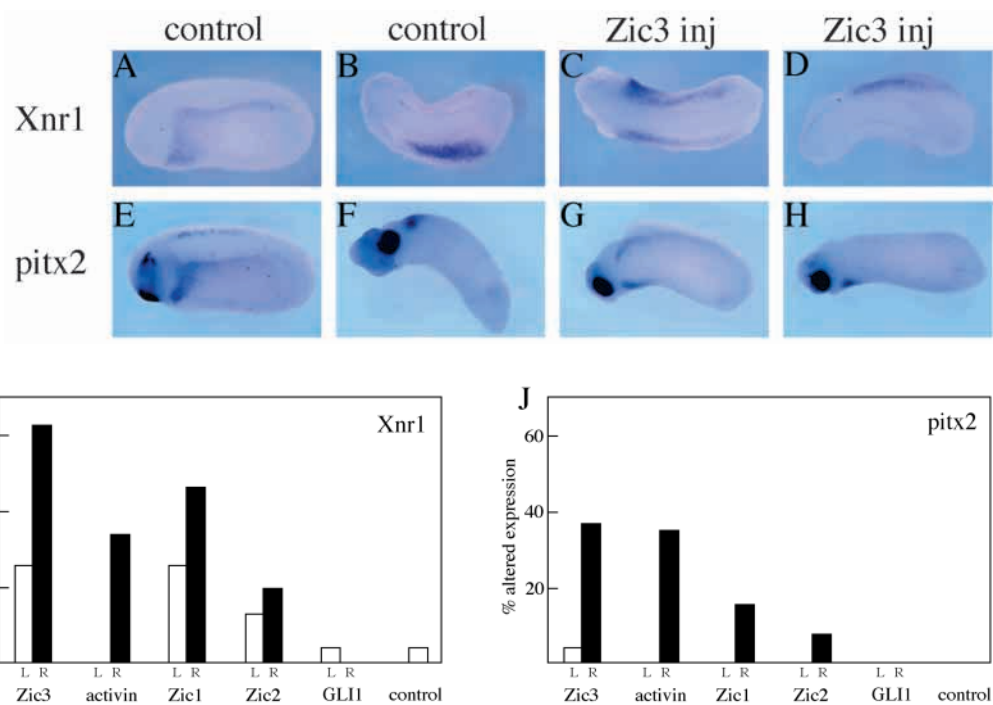 control control Zic3 inj Zic3 inj
A B C D
Xnr1
E F G H
pitx2
Xnr1
L R L R L R L R L R
Zic3 activin Zic1 Zic2 GLI1 control
J
pitx2
60
40
20
% altered expression
L R L R L R L R L R
Zic3 activin Zic1 Zic2 GLI1 control